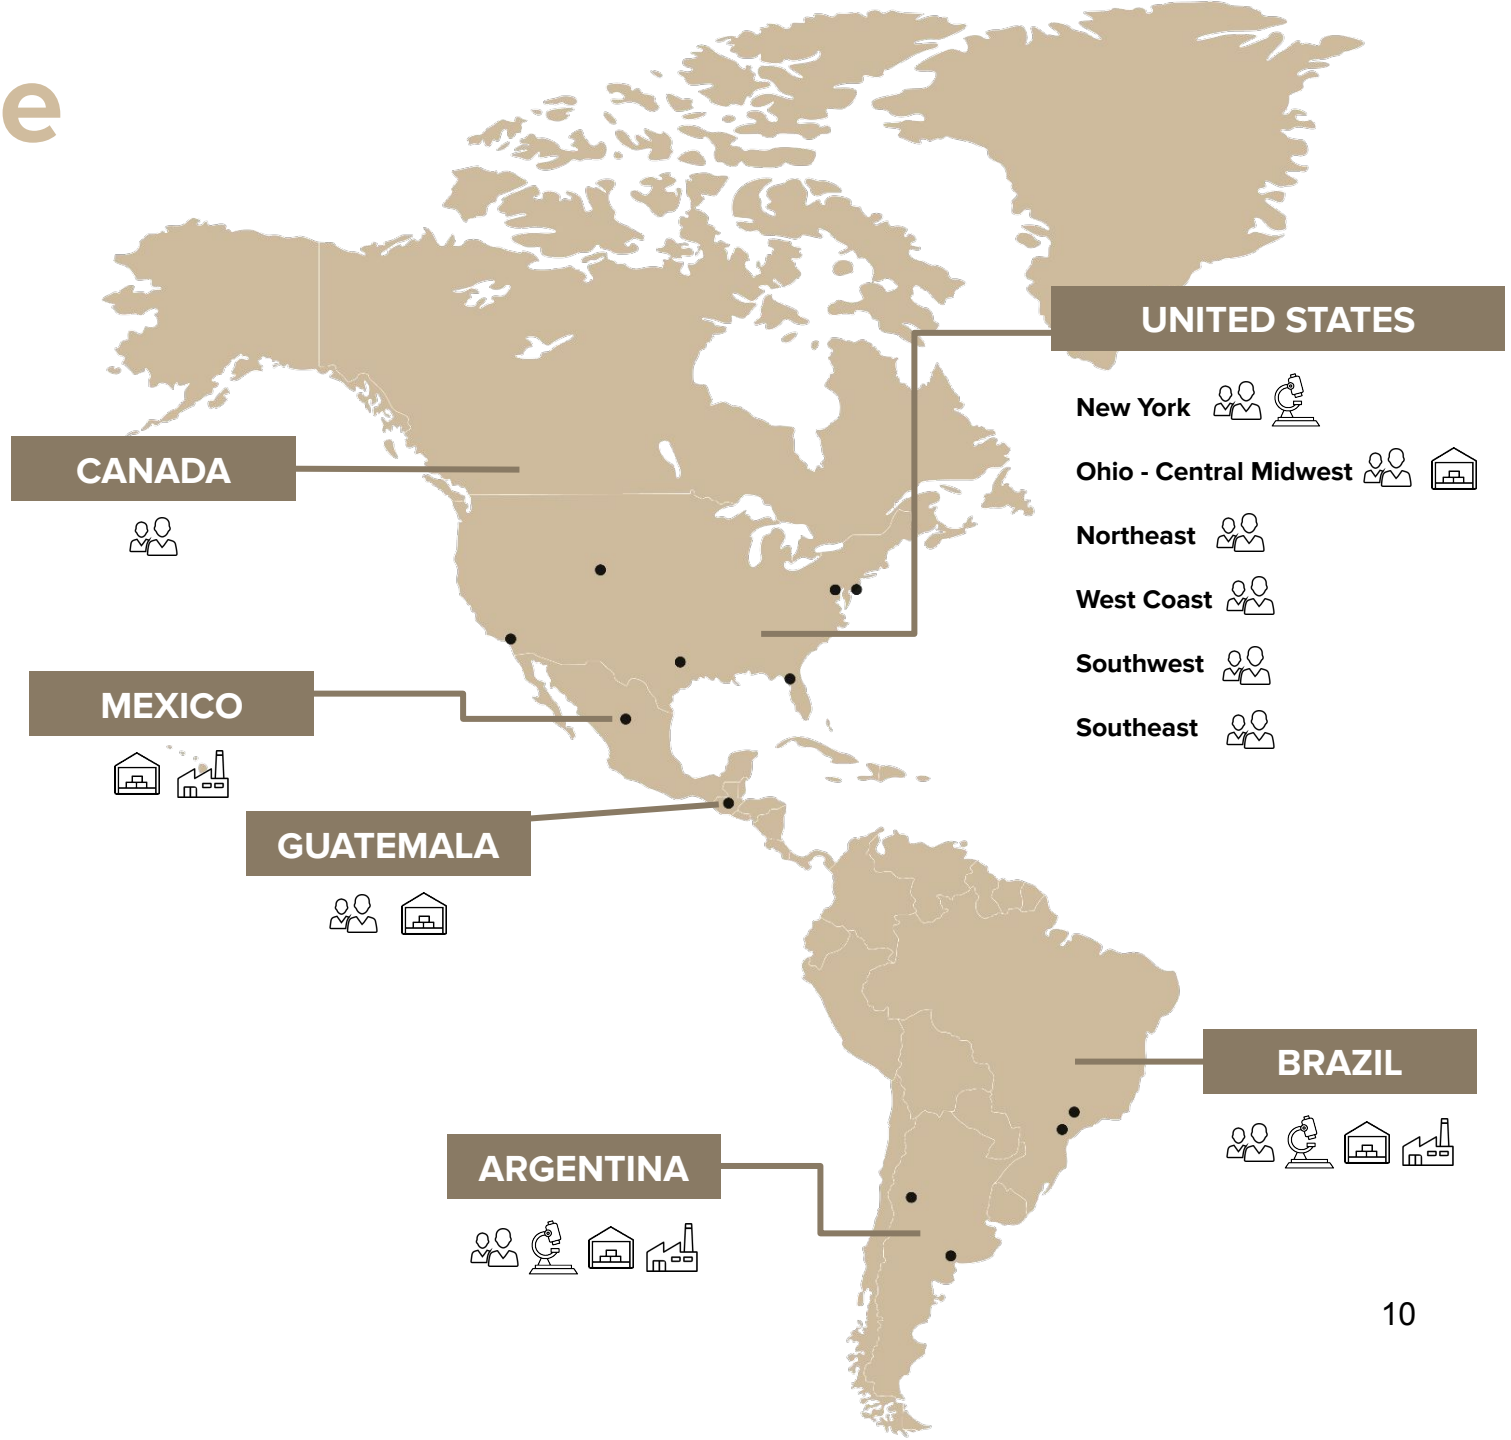 e
UNITED STATES
New York
Ohio - Central Midwest
Northeast
West Coast
Southwest
Southeast
CANADA
MEXICO
GUATEMALA
BRAZIL
ARGENTINA
10